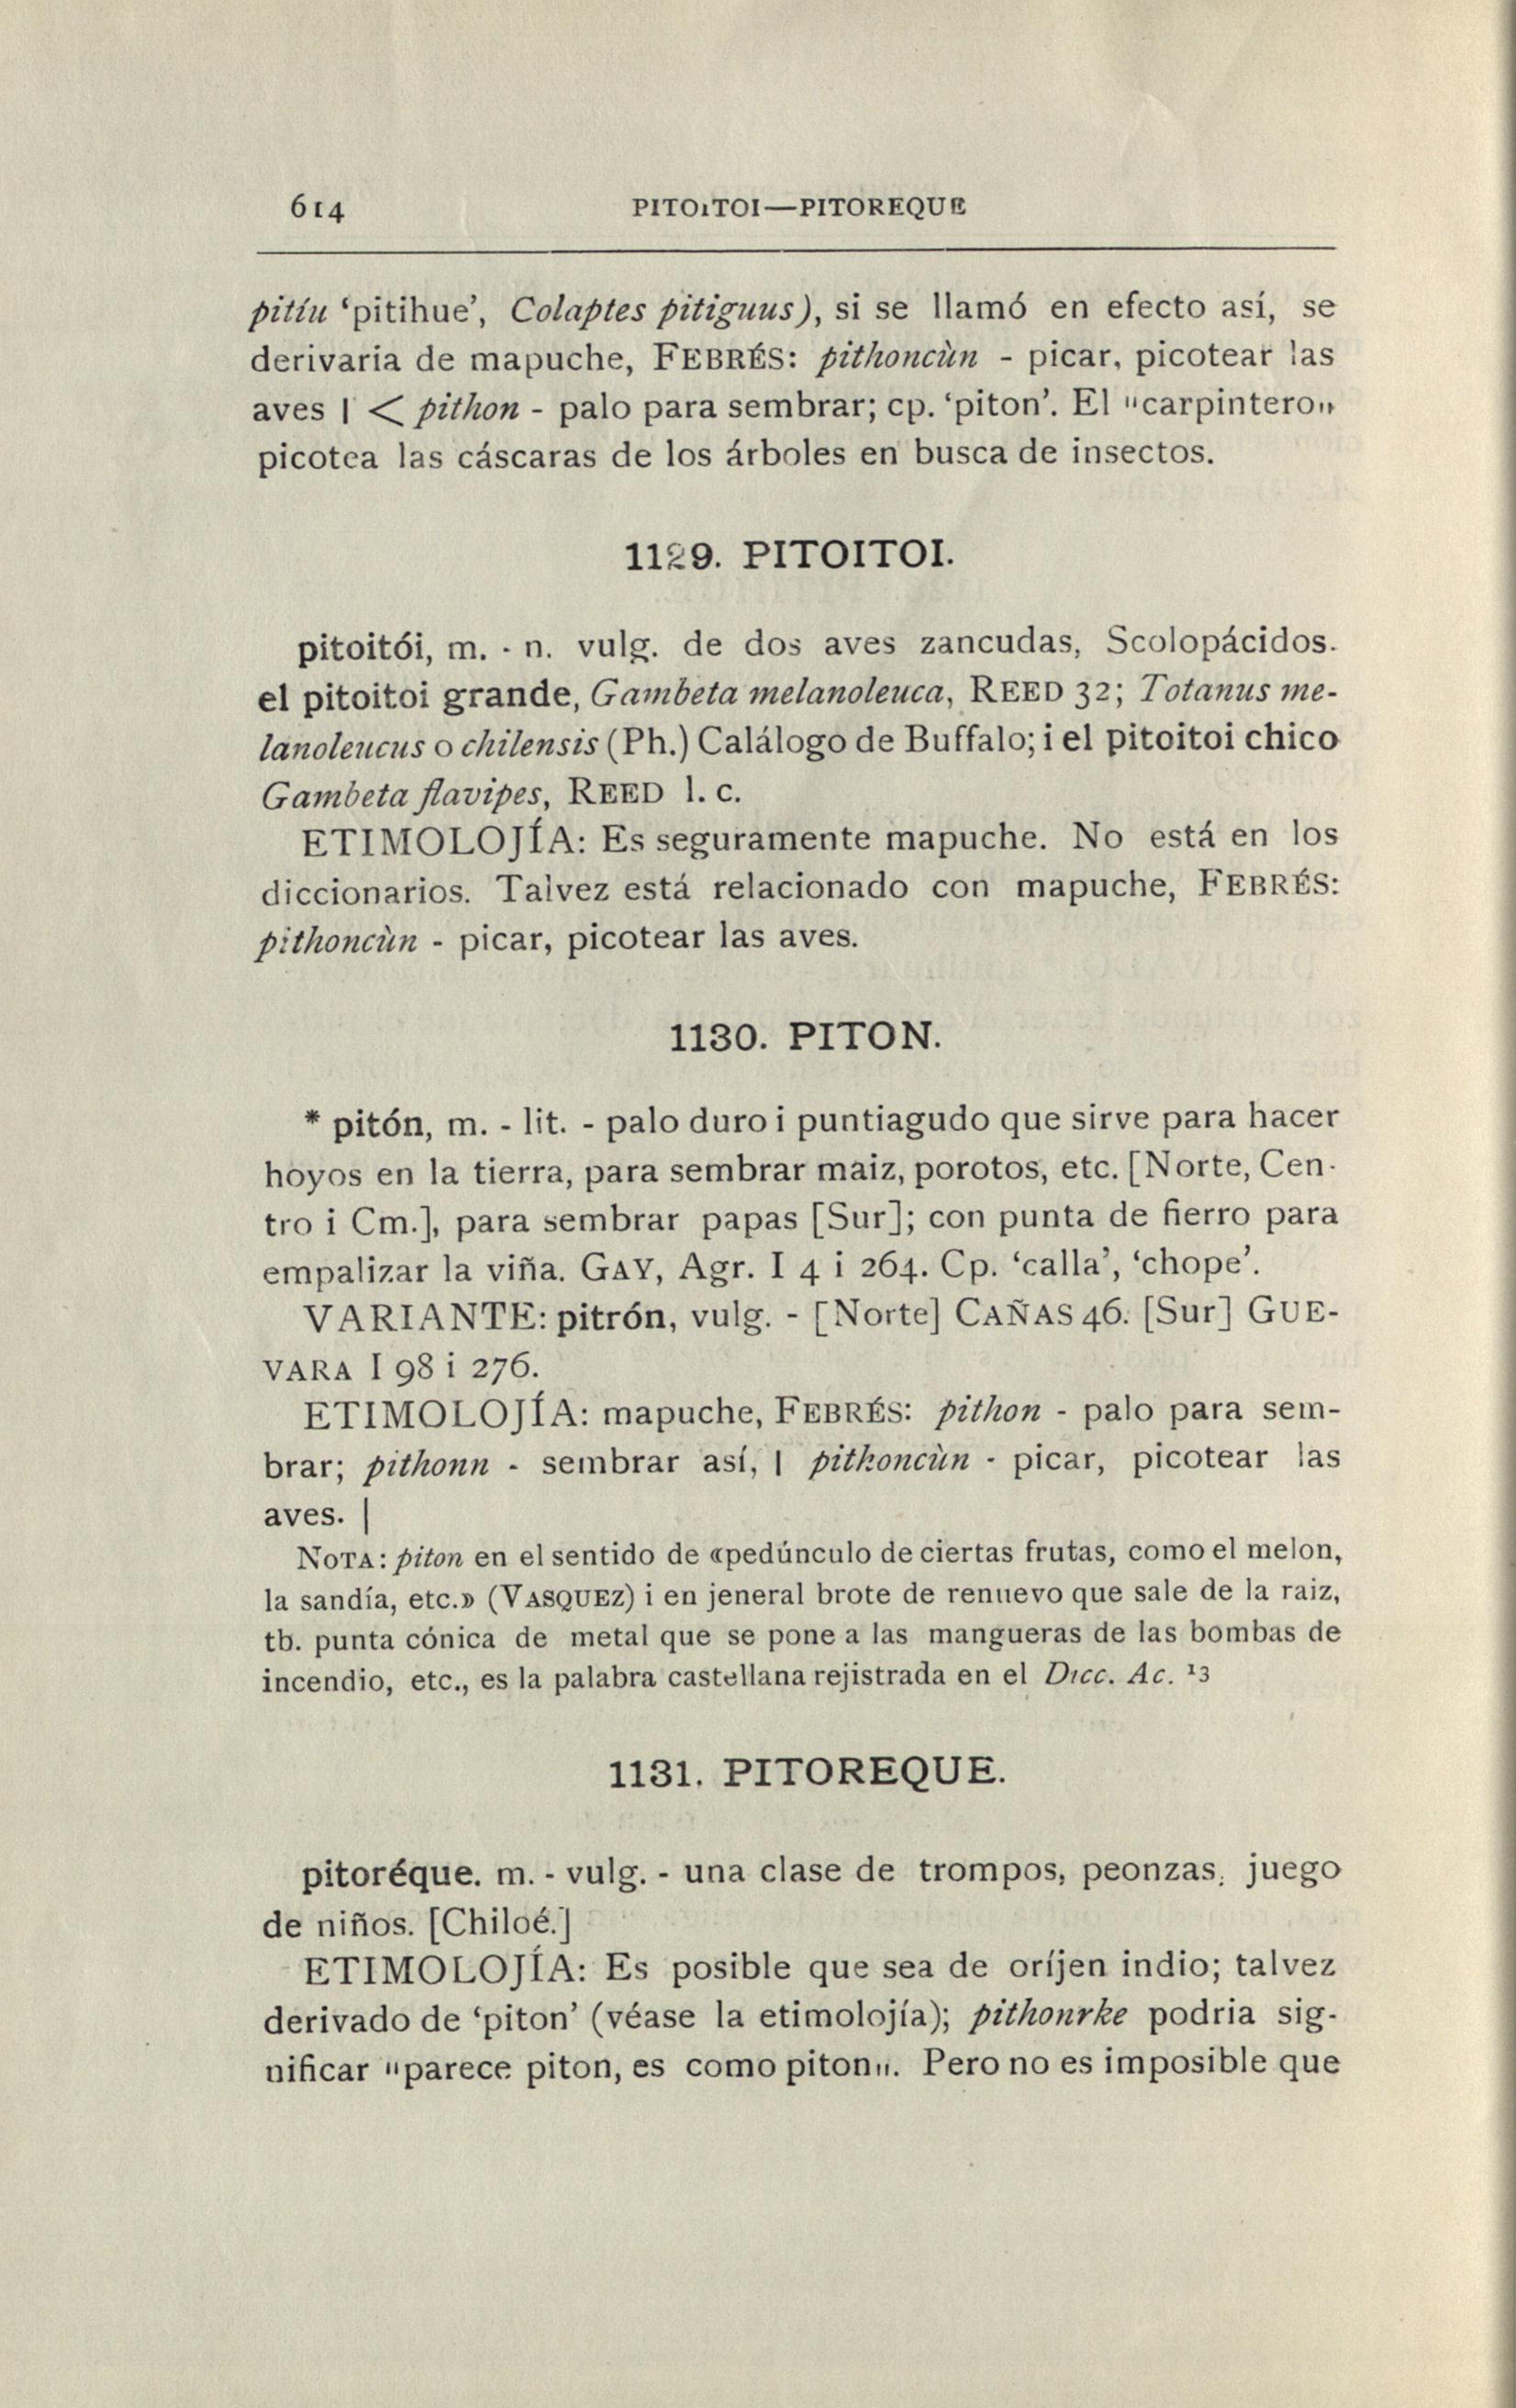 614 PITOITOI—PITOREQUE
pitíu ‘pitihue’, Colaptes pitiguus), si se llamó en efecto así, se
derivaria de mapuche, FEBRÉS: pithoncùn - picar, picotear las
aves | < pithon - palo para sembrar; cp. ‘piton’. El "carpintero"
picotea las cáscaras de los árboles en busca de insectos.
1129. PITOITOI.
pitoitói, m. - n. vulg. de dos aves zancudas, Scolopácidos.
el pitoitoi grande, Gambeta melanoleuca, REED 32; Totanus me-
lanoleucus o chilensis (Ph.) Calálogo de Buffalo; i el pitoitoi chico
Gambeta flavipes, REED l. c.
ETIMOLOJÍA: Es seguramente mapuche. No está en los
diccionarios. Talvez está relacionado con mapuche, FEBRÉS:
pithoncùn - picar, picotear las aves.
1130. PITON.
* pitón, m. - lit. - palo duro i puntiagudo que sirve para hacer
hoyos en la tierra, para sembrar maiz, porotos, etc. [Norte, Cen-
tro i Cm.], para sembrar papas [Sur]; con punta de fierro para
empalizar la viña. GAY, Agr. I 4 i 264. Cp. ‘calla’, ‘chope’.
VARIANTE: pitrón, vulg. - [Norte] CAÑAS 46. [Sur] GUE-
VARA I 98 i 276.
ETIMOLOJÍA: mapuche, FEBRÉS: pithon - palo para sem-
brar; pithonn - sembrar así, | pithoncùn - picar, picotear las
aves. |
NOTA: piton en el sentido de «pedúnculo de ciertas frutas, como el melon,
la sandía, etc.» (VASQUEZ) i en jeneral brote de renuevo que sale de la raiz,
tb. punta cónica de metal que se pone a las mangueras de las bombas de
incendio, etc., es la palabra castellana rejistrada en el Dicc. Ac. ¹³
1131. PITOREQUE.
pitoréque. m. - vulg. - una clase de trompos, peonzas, juego
de niños. [Chiloé.]
ETIMOLOJÍA: Es posible que sea de oríjen indio; talvez
derivado de ‘piton’ (véase la etimolojía); pithonrke podria sig-
nificar "parece piton, es como piton". Pero no es imposible que